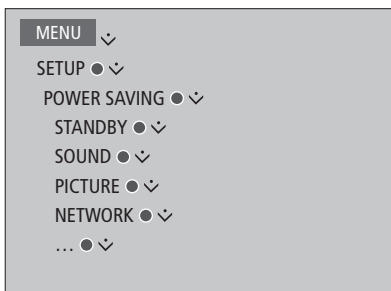 MENU
SETUP
POWER SAVING
STANDBY
SOUND
PICTURE
NETWORK
…